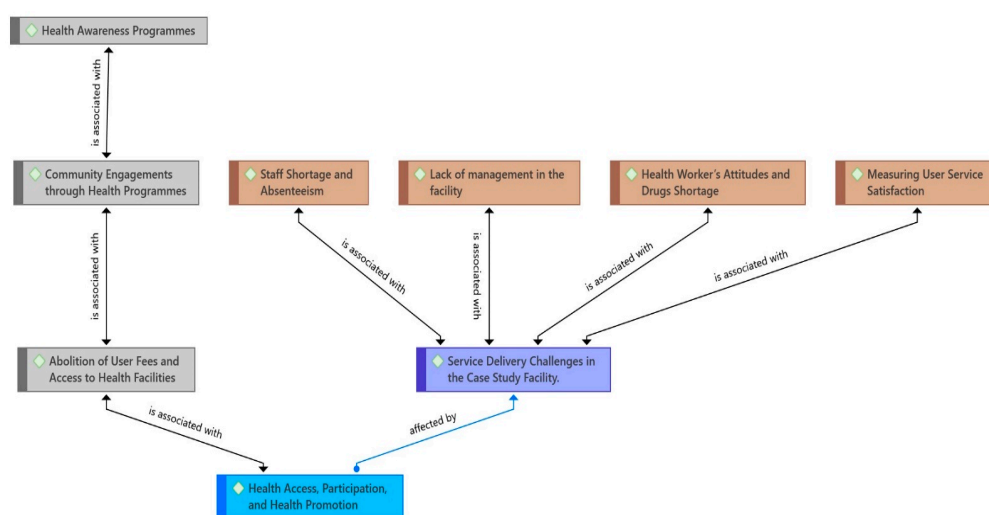 Health Awareness Programmes
is associated with
Community Engagements
through Health Programmes
Staff Shortage and
Absenteeism
Lack of management in the
facility
Health Worker's Attitudes and
Drugs Shortage
Measuring User Service
Satisfaction
is associated with
is associated with
is associated with
is associated with
is associated with
Abolition of User Fees and
Access to Health Facilities
Service Delivery Challenges in
the Case Study Facility.
is associated with
affected by
Health Access, Participation,
and Health Promotion